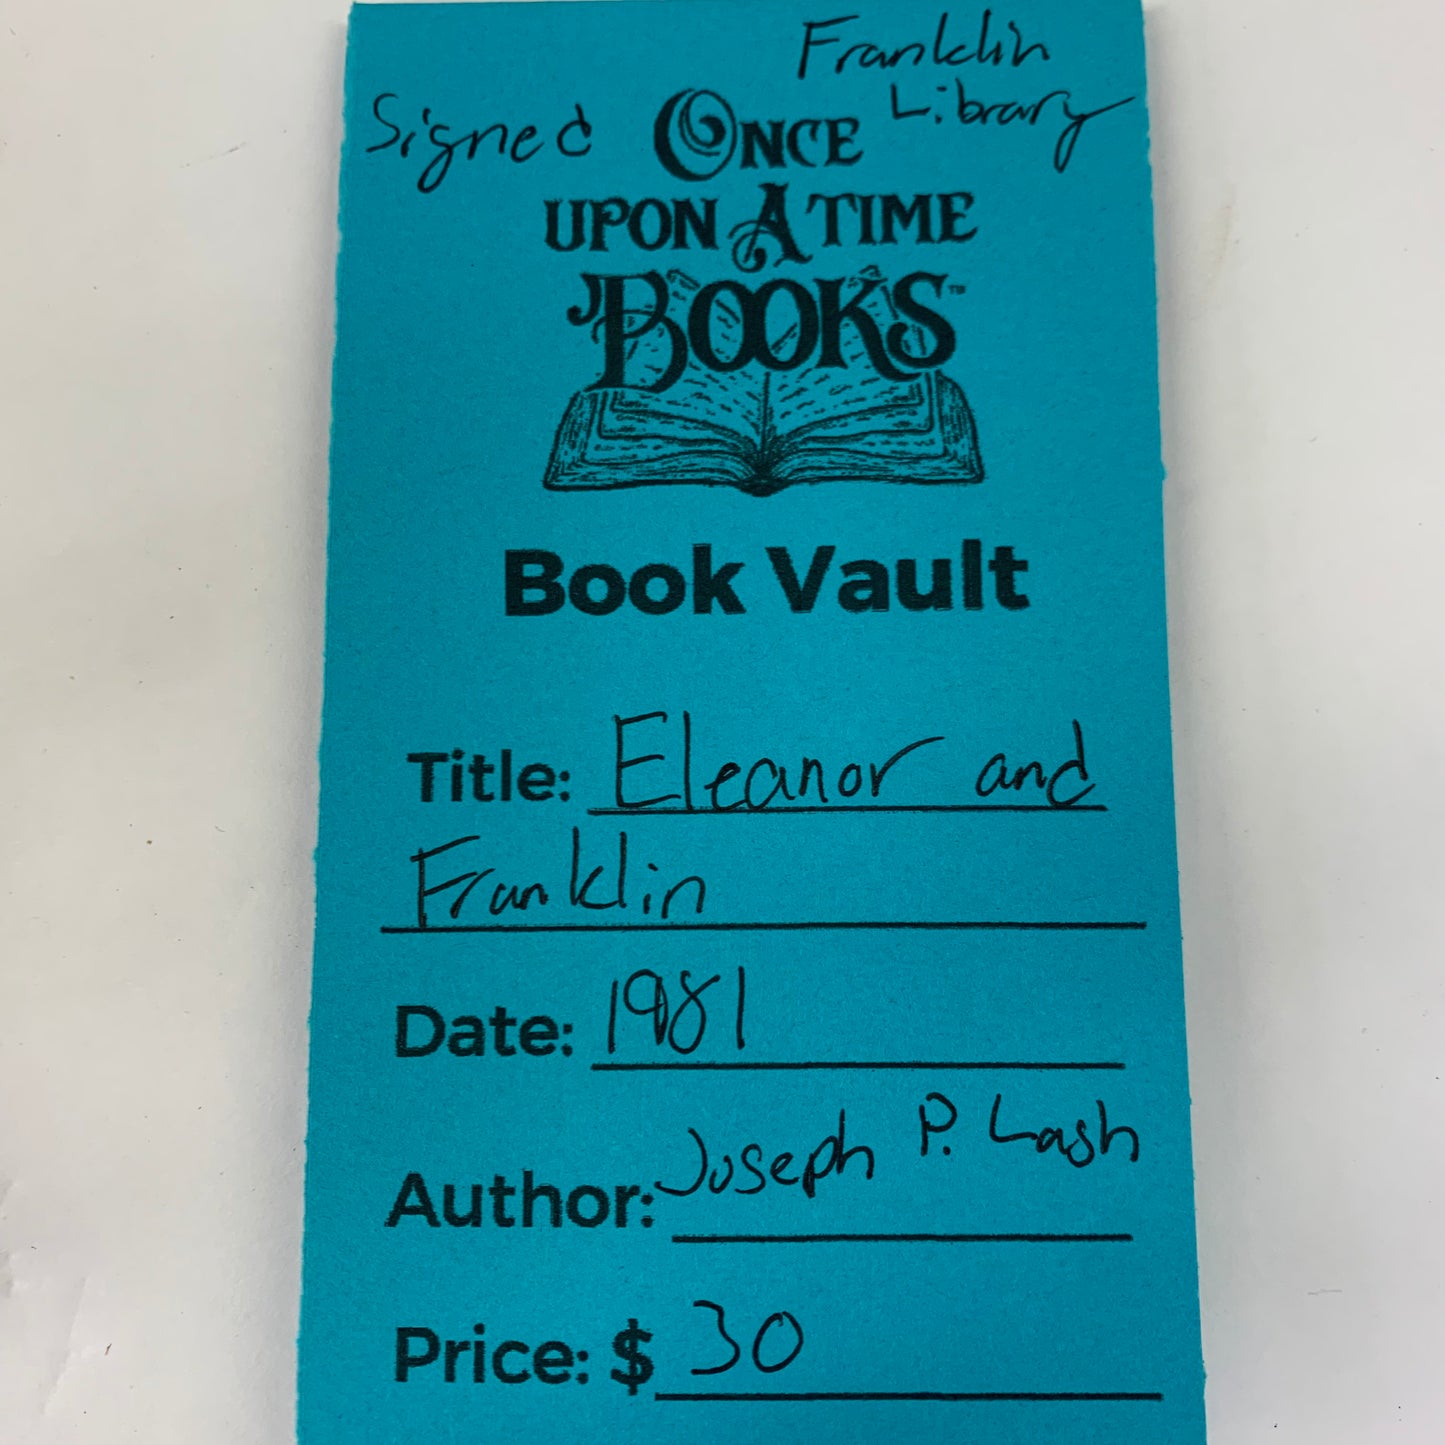 Franklin
Library
Signed
ONCE
UPON A TIME
BOOKS™
Book Vault
Title: Eleanor and
Franklin
Date: 1981
Author: Joseph P. Lash
Price: $ 30